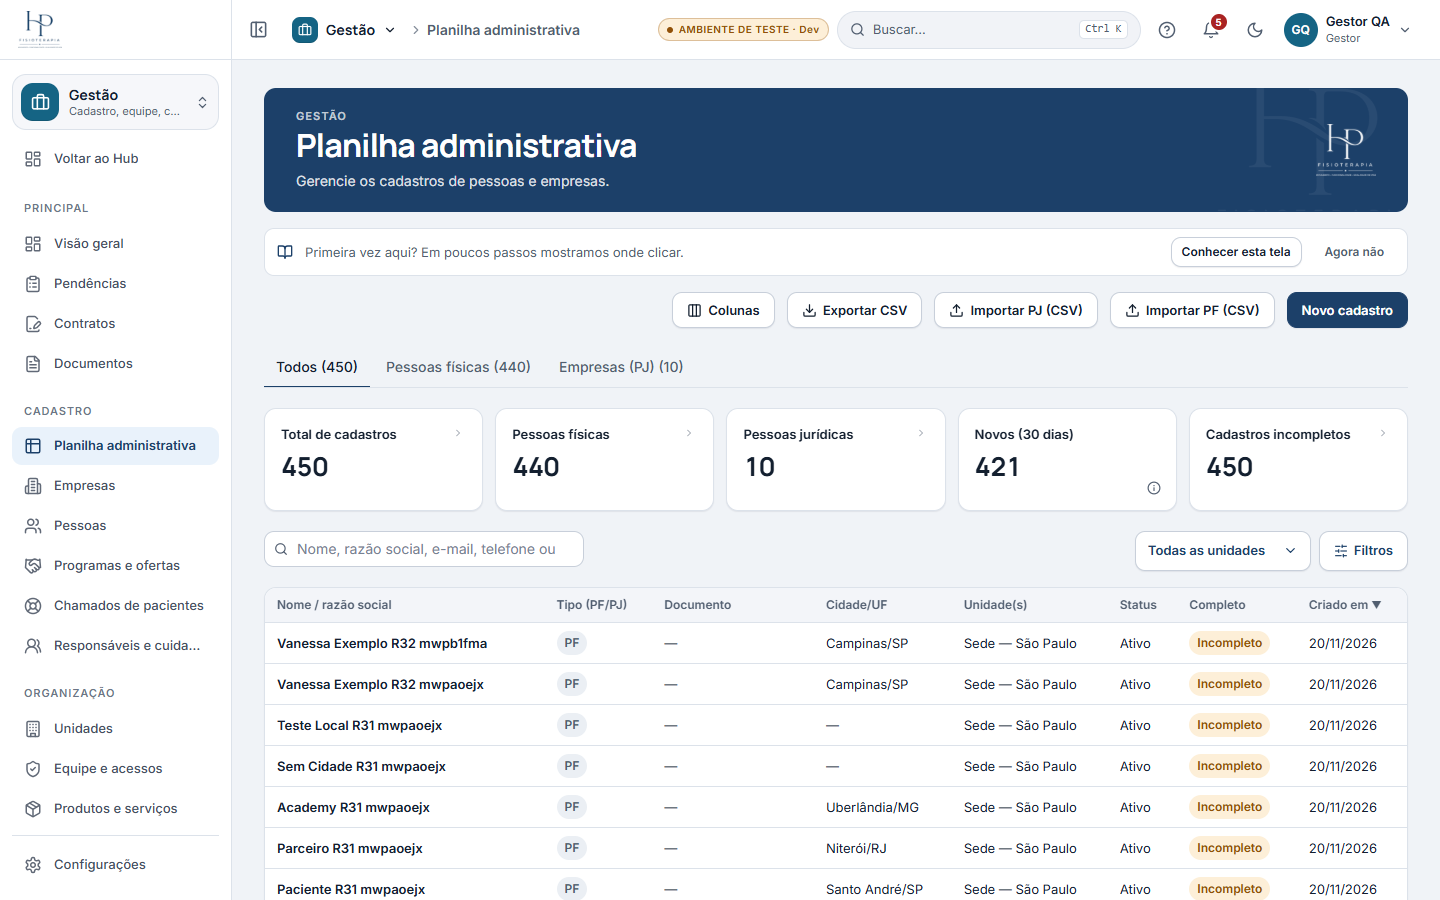 HP
FISIOTERAPIA
Gestão
Planilha administrativa
AMBIENTE DE TESTE · Dev
Buscar...
Ctrl K
5
GQ
Gestor QA
Gestor
Gestão
Cadastro, equipe, c...
Voltar ao Hub
PRINCIPAL
Visão geral
Pendências
Contratos
Documentos
CADASTRO
Planilha administrativa
Empresas
Pessoas
Programas e ofertas
Chamados de pacientes
Responsáveis e cuida...
ORGANIZAÇÃO
Unidades
Equipe e acessos
Produtos e serviços
Configurações
GESTÃO
Planilha administrativa
Gerencie os cadastros de pessoas e empresas.
HP
FISIOTERAPIA
Primeira vez aqui? Em poucos passos mostramos onde clicar.
Conhecer esta tela
Agora não
Colunas
Exportar CSV
Importar PJ (CSV)
Importar PF (CSV)
Novo cadastro
Todos (450)
Pessoas físicas (440)
Empresas (PJ) (10)
Total de cadastros
450
Pessoas físicas
440
Pessoas jurídicas
10
Novos (30 dias)
421
Cadastros incompletos
450
Nome, razão social, e-mail, telefone ou
Todas as unidades
Filtros
Nome / razão social Tipo (PF/PJ) Documento Cidade/UF Unidade(s) Status Completo Criado em ▼
Vanessa Exemplo R32 mwpb1fma PF — Campinas/SP Sede — São Paulo Ativo Incompleto 20/11/2026
Vanessa Exemplo R32 mwpaoejx PF — Campinas/SP Sede — São Paulo Ativo Incompleto 20/11/2026
Teste Local R31 mwpaoejx PF — — Sede — São Paulo Ativo Incompleto 20/11/2026
Sem Cidade R31 mwpaoejx PF — — Sede — São Paulo Ativo Incompleto 20/11/2026
Academy R31 mwpaoejx PF — Uberlândia/MG Sede — São Paulo Ativo Incompleto 20/11/2026
Parceiro R31 mwpaoejx PF — Niterói/RJ Sede — São Paulo Ativo Incompleto 20/11/2026
Paciente R31 mwpaoejx PF — Santo André/SP Sede — São Paulo Ativo Incompleto 20/11/2026